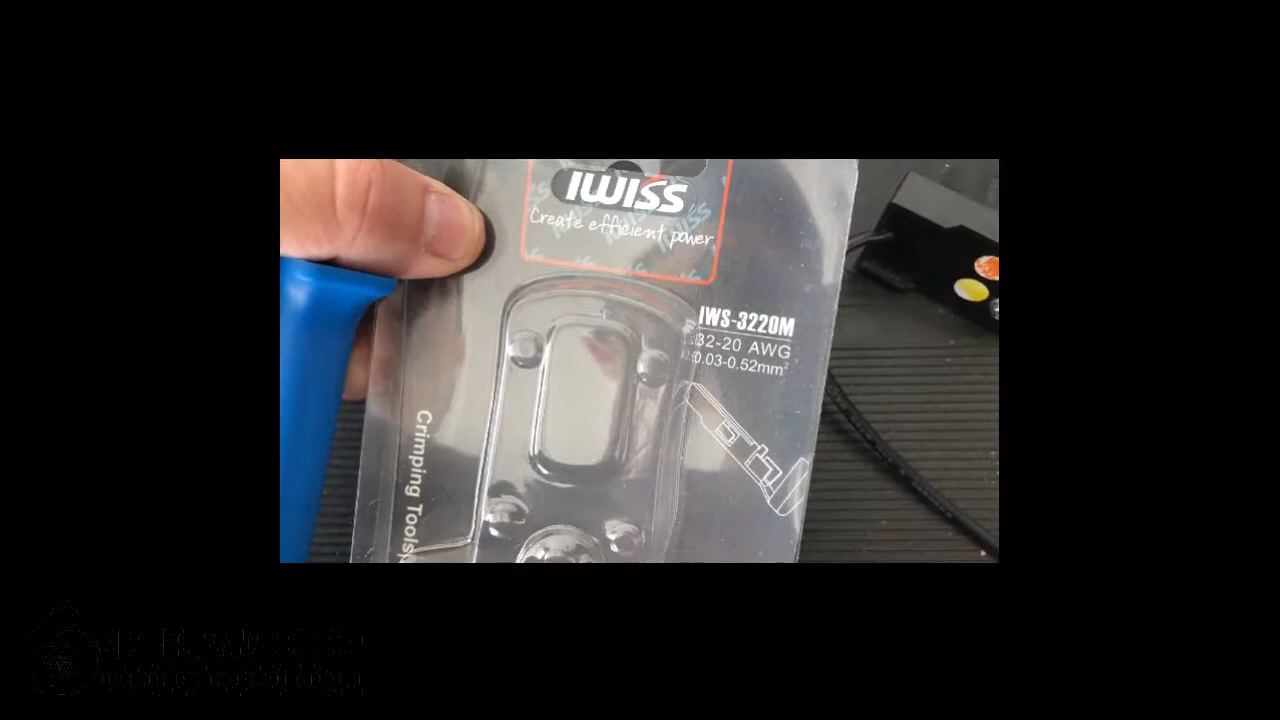 IWISS
Create efficient power
IWS-3220M
32-20 AWG
0.03-0.52mm²
Crimping Tools